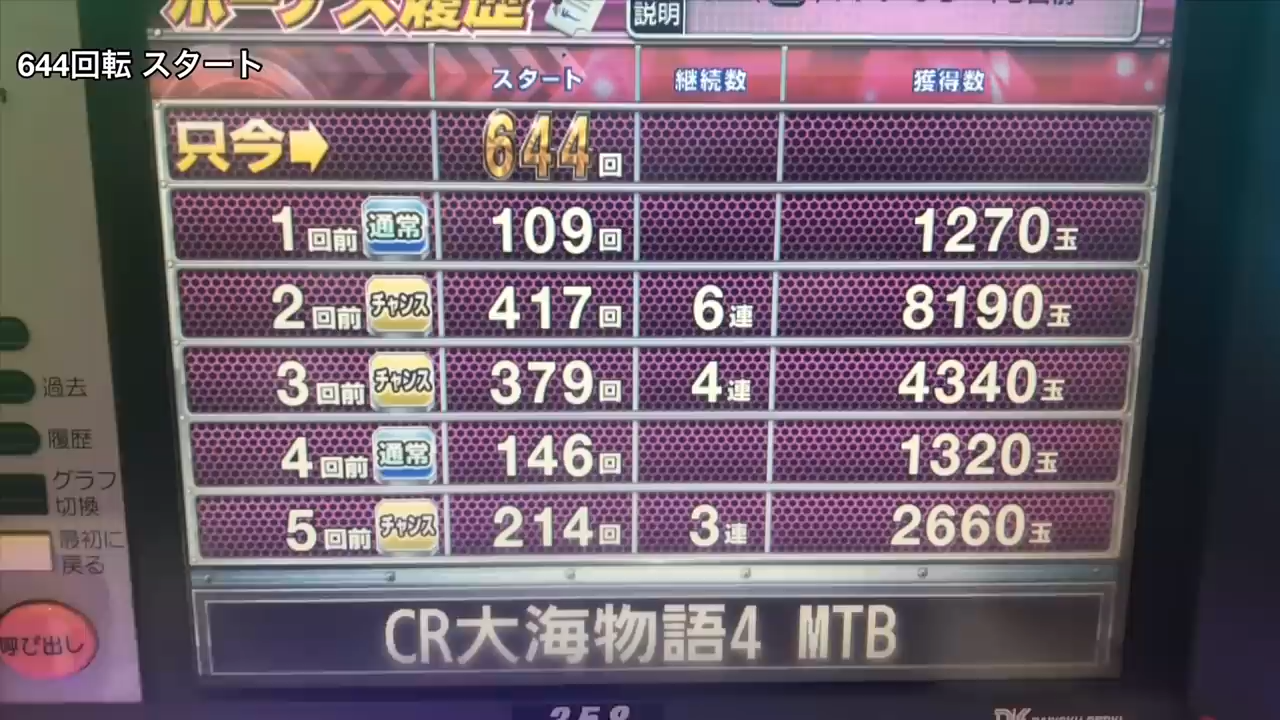 ボーナス履歴
説明
644回転 スタート
スタート 継続数 獲得数
只今➡ 644回
1回前 通常 109回 1270玉
2回前 チャンス 417回 6連 8190玉
3回前 チャンス 379回 4連 4340玉
4回前 通常 146回 1320玉
5回前 チャンス 214回 3連 2660玉
CR大海物語4 MTB
過去
履歴
グラフ
切換
最初に
戻る
呼び出し
258